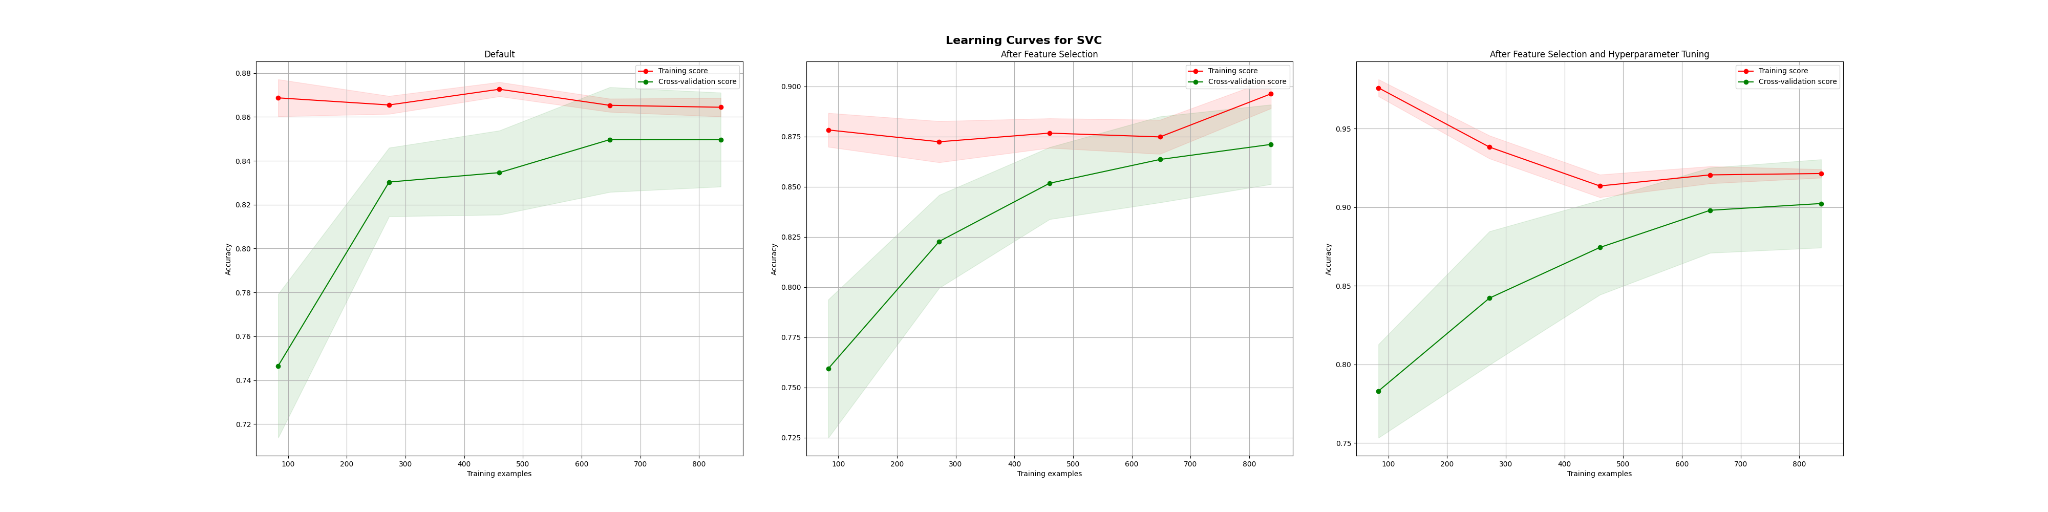 Learning Curves for SVC
Default
Training score
Cross-validation score
0.88
0.86
0.84
0.82
0.80
0.78
0.76
0.74
0.72
Accuracy
100 200 300 400 500 600 700 800
Training examples
After Feature Selection
Training score
Cross-validation score
0.900
0.875
0.850
0.825
0.800
0.775
0.750
0.725
Accuracy
100 200 300 400 500 600 700 800
Training examples
After Feature Selection and Hyperparameter Tuning
Training score
Cross-validation score
0.95
0.90
0.85
0.80
0.75
Accuracy
100 200 300 400 500 600 700 800
Training examples